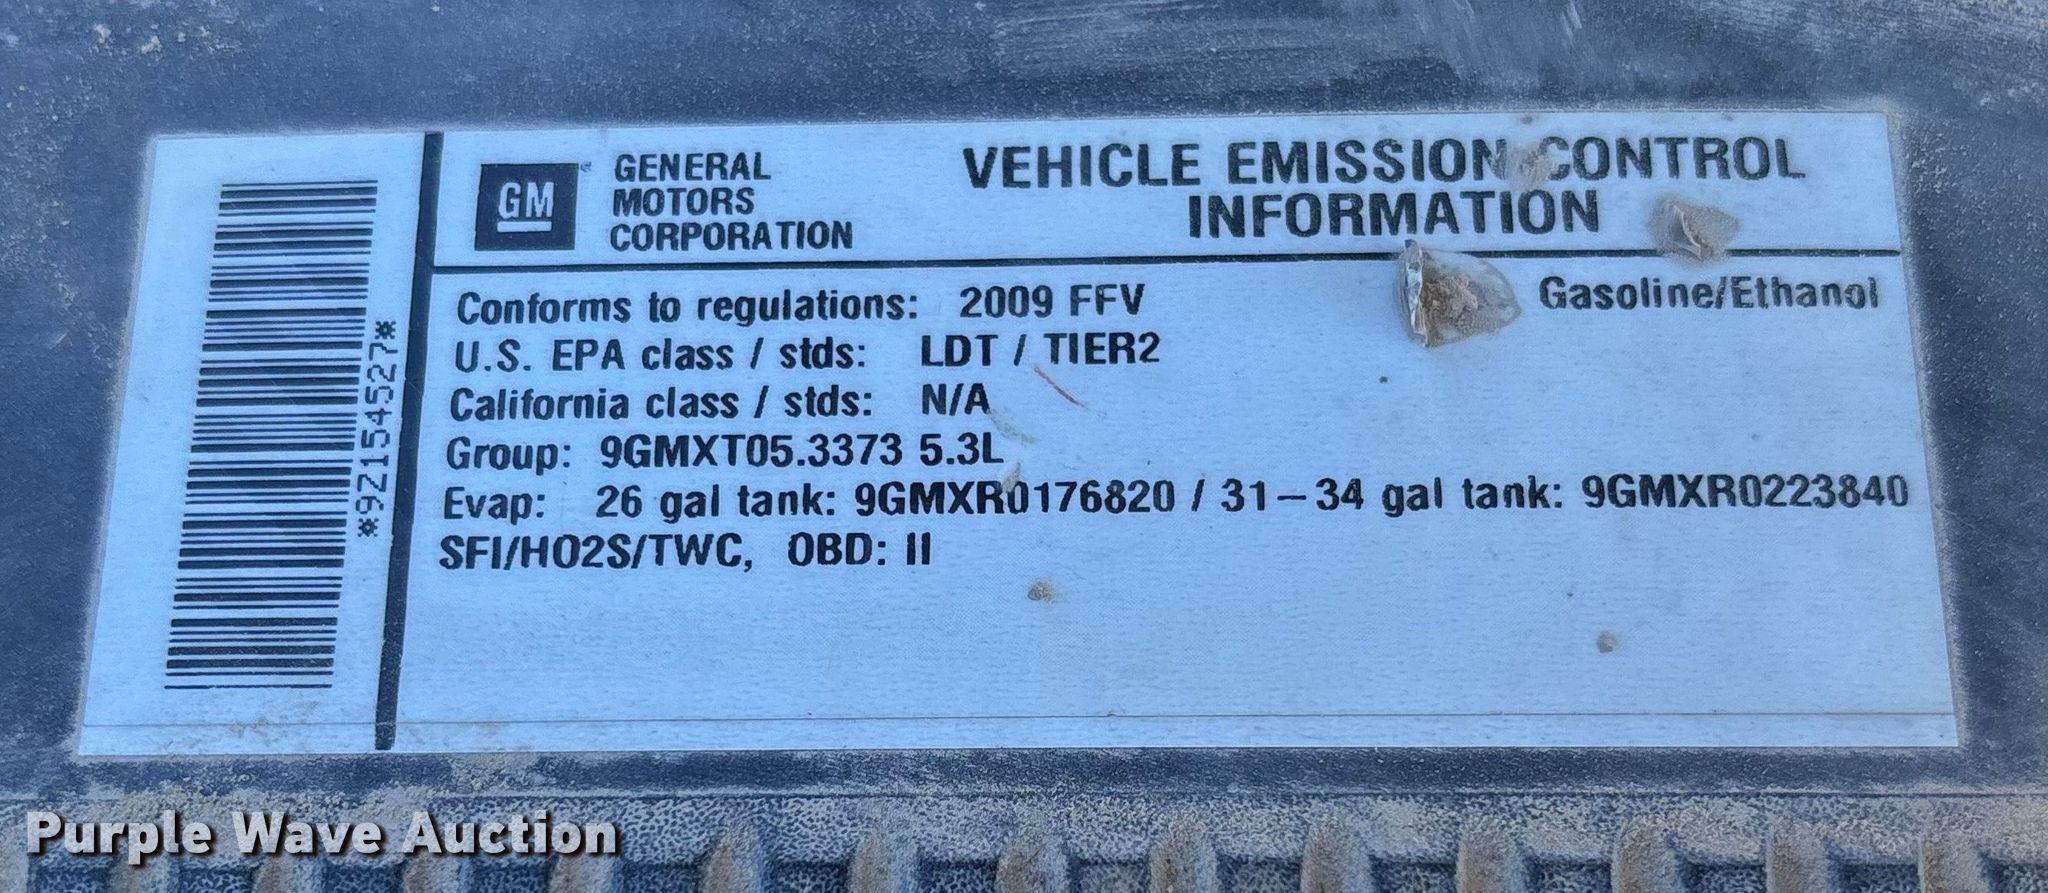 *9Z154527*
GM
GENERAL
MOTORS
CORPORATION
VEHICLE EMISSION CONTROL
INFORMATION
Conforms to regulations: 2009 FFV Gasoline/Ethanol
U.S. EPA class / stds: LDT / TIER2
California class / stds: N/A
Group: 9GMXT05.3373 5.3L
Evap: 26 gal tank: 9GMXR0176820 / 31-34 gal tank: 9GMXR0223840
SFI/HO2S/TWC, OBD: II
Purple Wave Auction